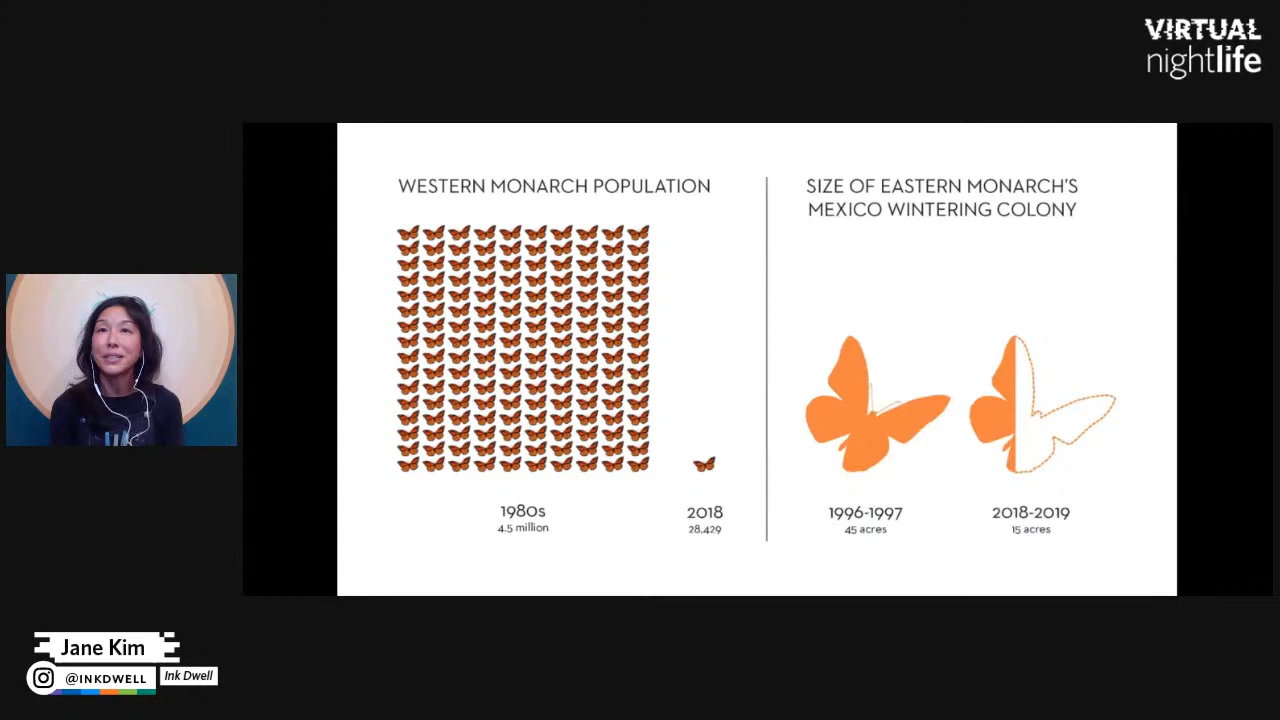 VIRTUAL
nightlife
WESTERN MONARCH POPULATION
1980s
4.5 million
2018
28,429
SIZE OF EASTERN MONARCH'S
MEXICO WINTERING COLONY
1996-1997
45 acres
2018-2019
15 acres
Jane Kim
@INKDWELL
Ink Dwell